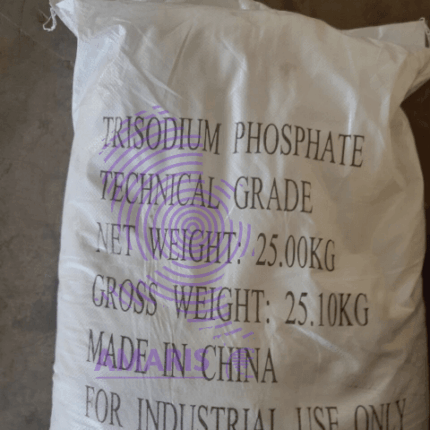 TRISODIUM PHOSPHATE
TECHNICAL GRADE
NET WEIGHT: 25.00KG
GROSS WEIGHT: 25.10KG
MADE IN CHINA
AMARIS
FOR INDUSTRIAL USE ONLY